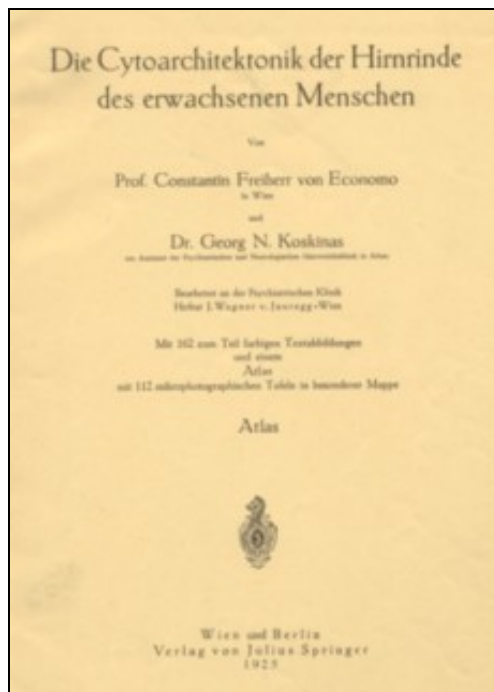 Die Cytoarchitektonik der Hirnrinde
des erwachsenen Menschen
Von
Prof. Constantin Freiherr von Economo
in Wien
und
Dr. Georg N. Koskinas
Bearbeitet an der Psychiatrischen Klinik
Hofrat J. Wagner v. Jauregg-Wien
Mit 162 zum Teil farbigen Textabbildungen
und einem
Atlas
mit 112 mikrophotographischen Tafeln in besonderer Mappe
Atlas
Wien und Berlin
Verlag von Julius Springer
1925